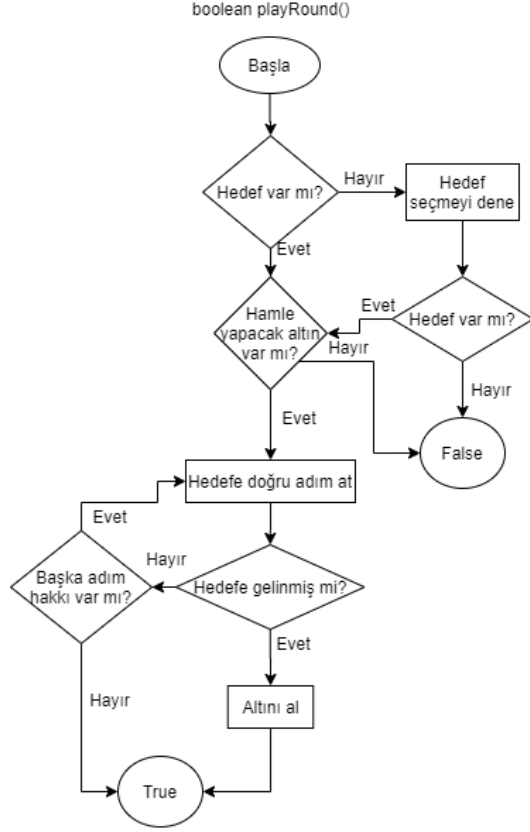 boolean playRound()
Başla
Hedef var mı?
Hayır
Hedef
seçmeyi dene
Evet
Hamle
yapacak altın
var mı?
Evet
Hedef var mı?
Hayır
Hayır
False
Evet
Hedefe doğru adım at
Evet
Hayır
Başka adım
hakkı var mı?
Hedefe gelinmiş mi?
Evet
Hayır
Altını al
True